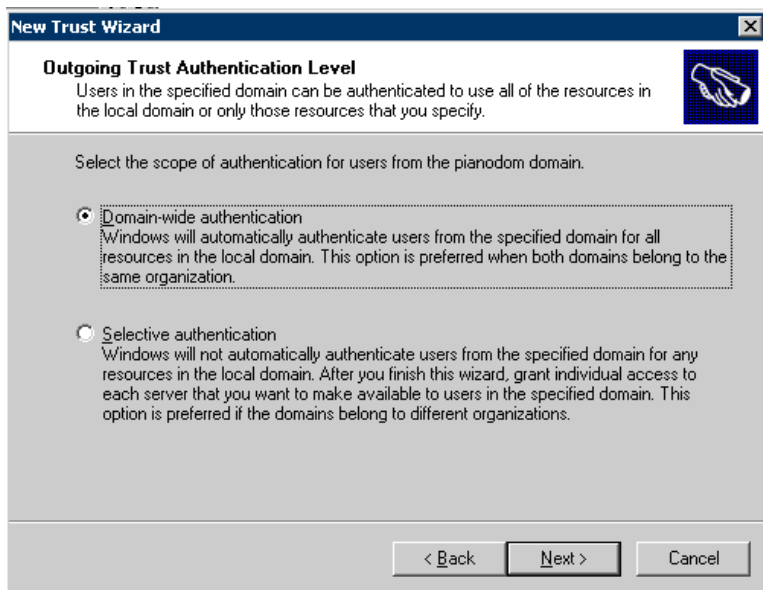 New Trust Wizard
Outgoing Trust Authentication Level
Users in the specified domain can be authenticated to use all of the resources in
the local domain or only those resources that you specify.
Select the scope of authentication for users from the pianodom domain.
Domain-wide authentication
Windows will automatically authenticate users from the specified domain for all
resources in the local domain. This option is preferred when both domains belong to the
same organization.
Selective authentication
Windows will not automatically authenticate users from the specified domain for any
resources in the local domain. After you finish this wizard, grant individual access to
each server that you want to make available to users in the specified domain. This
option is preferred if the domains belong to different organizations.
< Back Next > Cancel